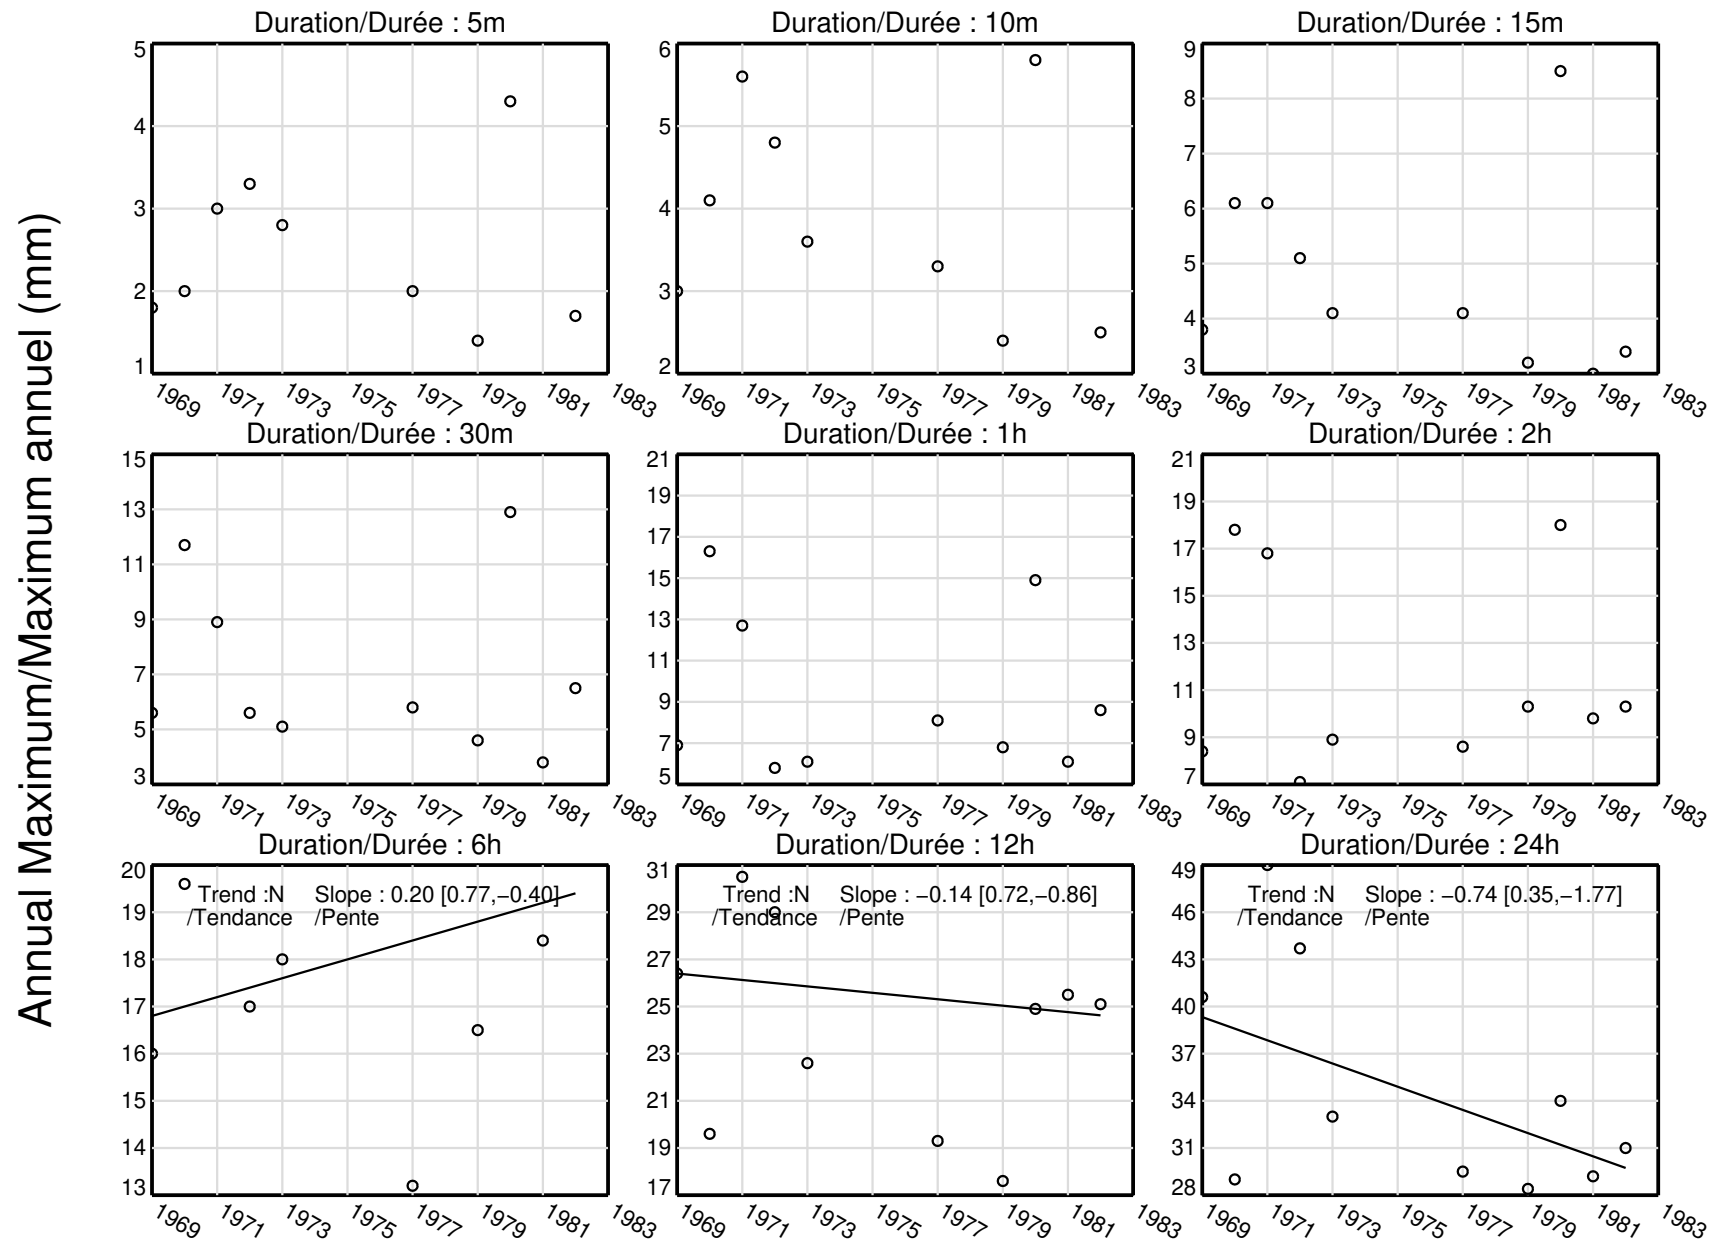 Annual Maximum/Maximum annuel (mm)
Duration/Durée : 5m
5
4
3
2
1
1969 1971 1973 1975 1977 1979 1981 1983
Duration/Durée : 10m
6
5
4
3
2
1969 1971 1973 1975 1977 1979 1981 1983
Duration/Durée : 15m
9
8
7
6
5
4
3
1969 1971 1973 1975 1977 1979 1981 1983
Duration/Durée : 30m
15
13
11
9
7
5
3
1969 1971 1973 1975 1977 1979 1981 1983
Duration/Durée : 1h
21
19
17
15
13
11
9
7
5
1969 1971 1973 1975 1977 1979 1981 1983
Duration/Durée : 2h
21
19
17
15
13
11
9
7
1969 1971 1973 1975 1977 1979 1981 1983
Duration/Durée : 6h
Trend :N Slope : 0.20 [0.77,−0.40]
/Tendance /Pente
20
19
18
17
16
15
14
13
1969 1971 1973 1975 1977 1979 1981 1983
Duration/Durée : 12h
Trend :N Slope : −0.14 [0.72,−0.86]
/Tendance /Pente
31
29
27
25
23
21
19
17
1969 1971 1973 1975 1977 1979 1981 1983
Duration/Durée : 24h
Trend :N Slope : −0.74 [0.35,−1.77]
/Tendance /Pente
49
46
43
40
37
34
31
28
1969 1971 1973 1975 1977 1979 1981 1983